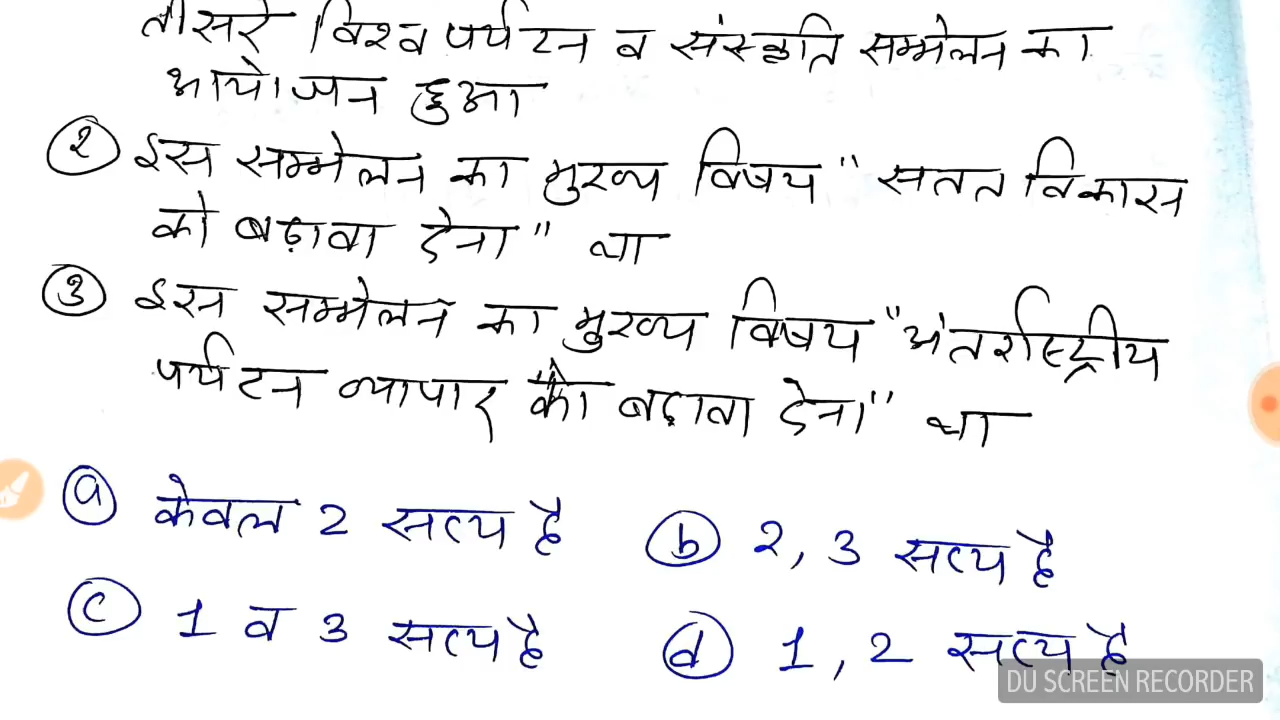 तीसरे विश्व पर्यटन व संस्कृति सम्मेलन का
आयोजन हुआ
② इस सम्मेलन का मुख्य विषय "सतत विकास
को बढ़ावा देना" था
③ इस सम्मेलन का मुख्य विषय "अंतर्राष्ट्रीय
पर्यटन व्यापार को बढ़ावा देना" था
ⓐ केवल 2 सत्य है ⓑ 2, 3 सत्य है
ⓒ 1 व 3 सत्य है ⓓ 1, 2 सत्य है
DU SCREEN RECORDER